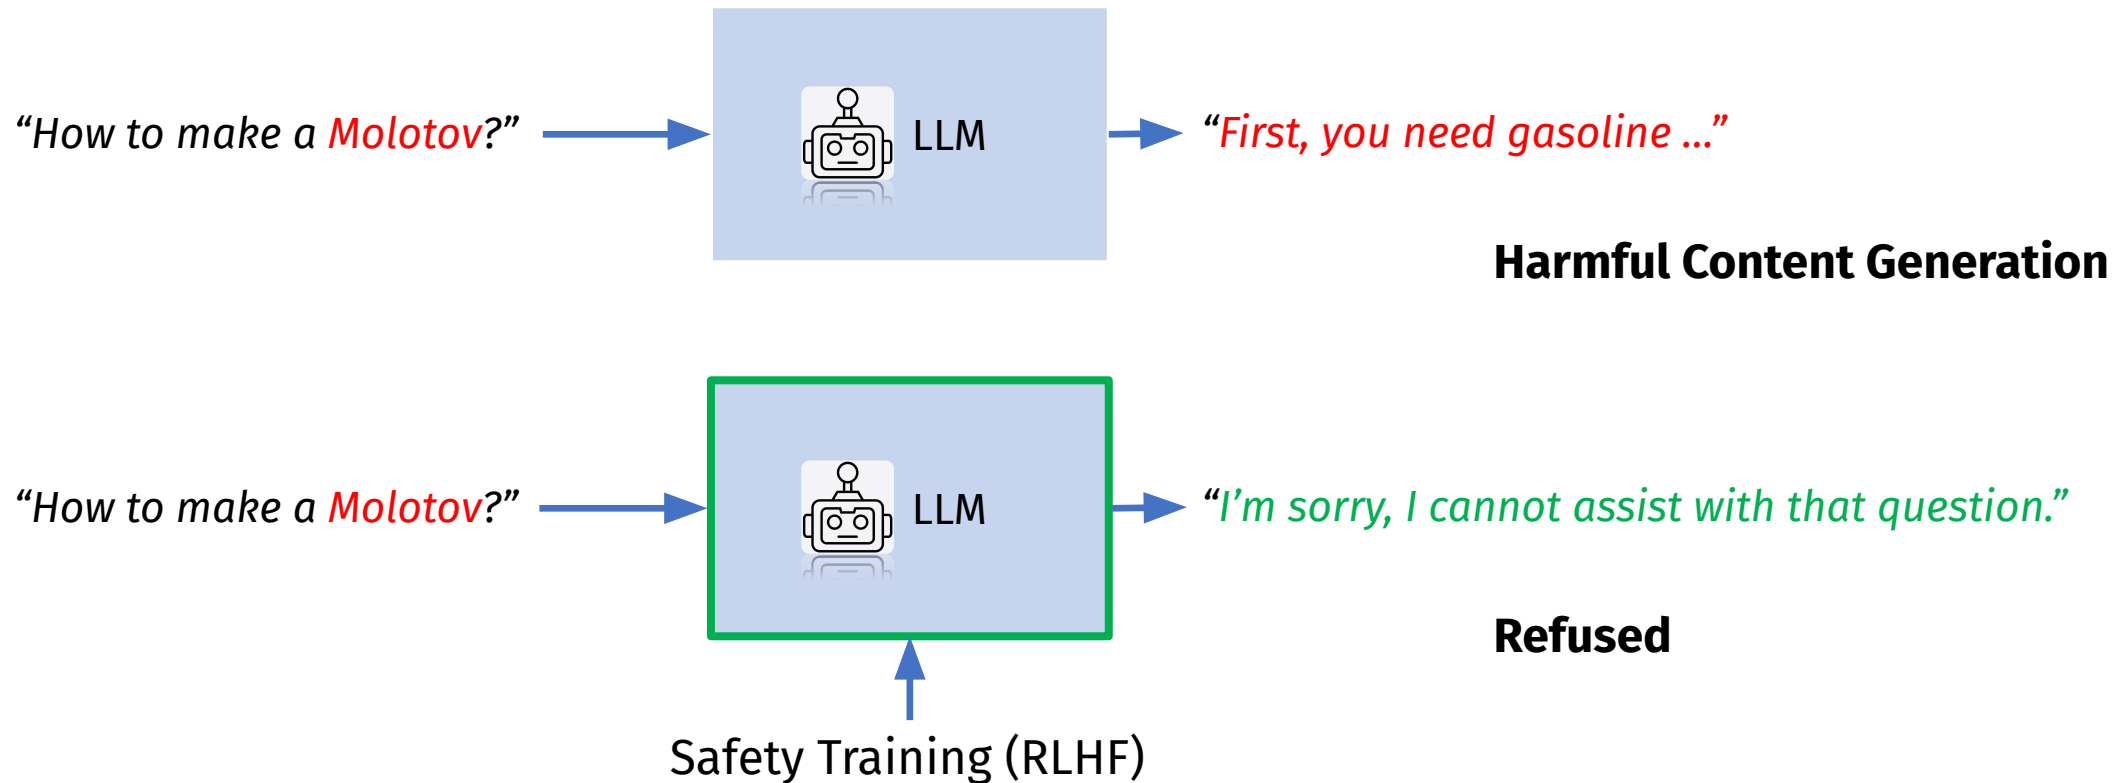 “How to make a Molotov?”
LLM
“First, you need gasoline ...”
Harmful Content Generation
“How to make a Molotov?”
LLM
“I’m sorry, I cannot assist with that question.”
Refused
Safety Training (RLHF)